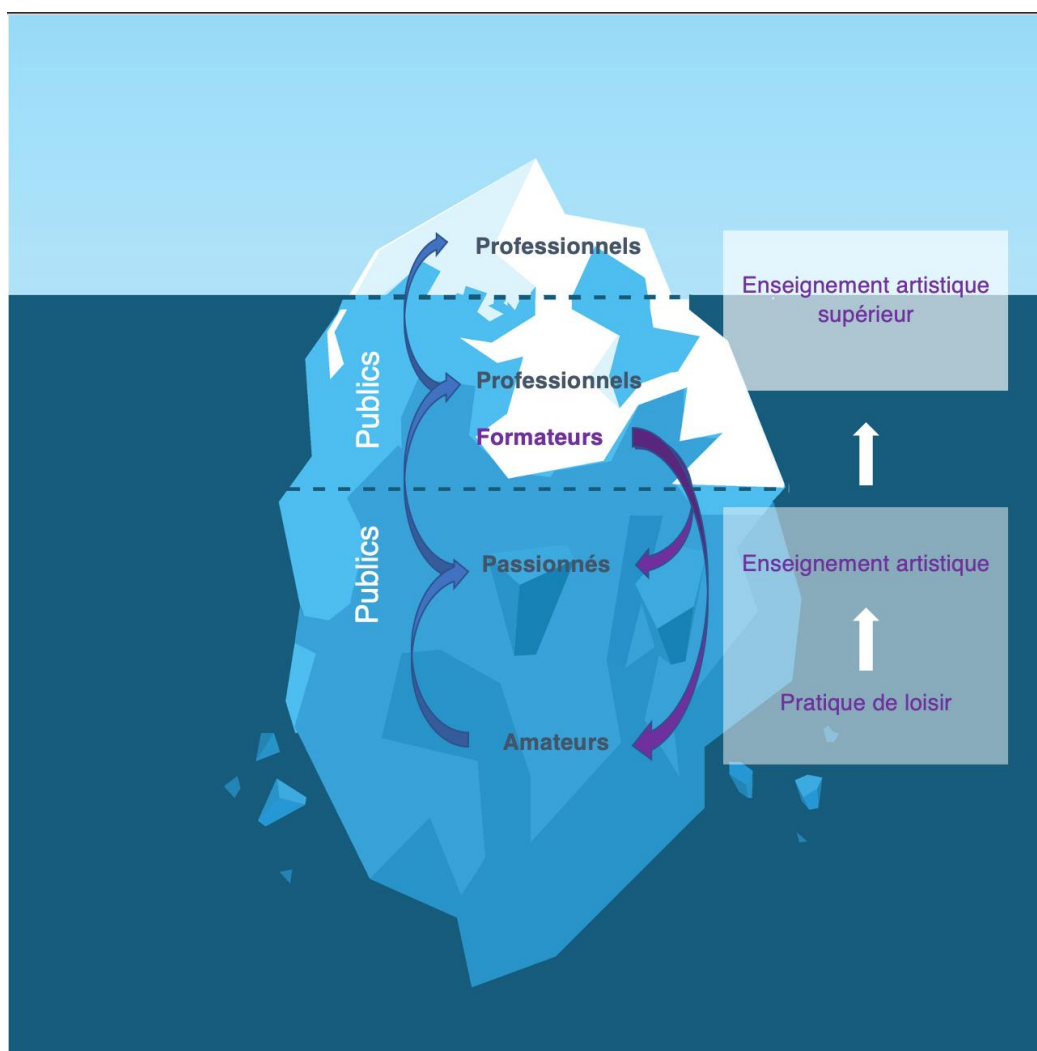 Professionnels
Enseignement artistique
supérieur
Publics
Professionnels
Formateurs
Publics
Passionnés
Enseignement artistique
Pratique de loisir
Amateurs